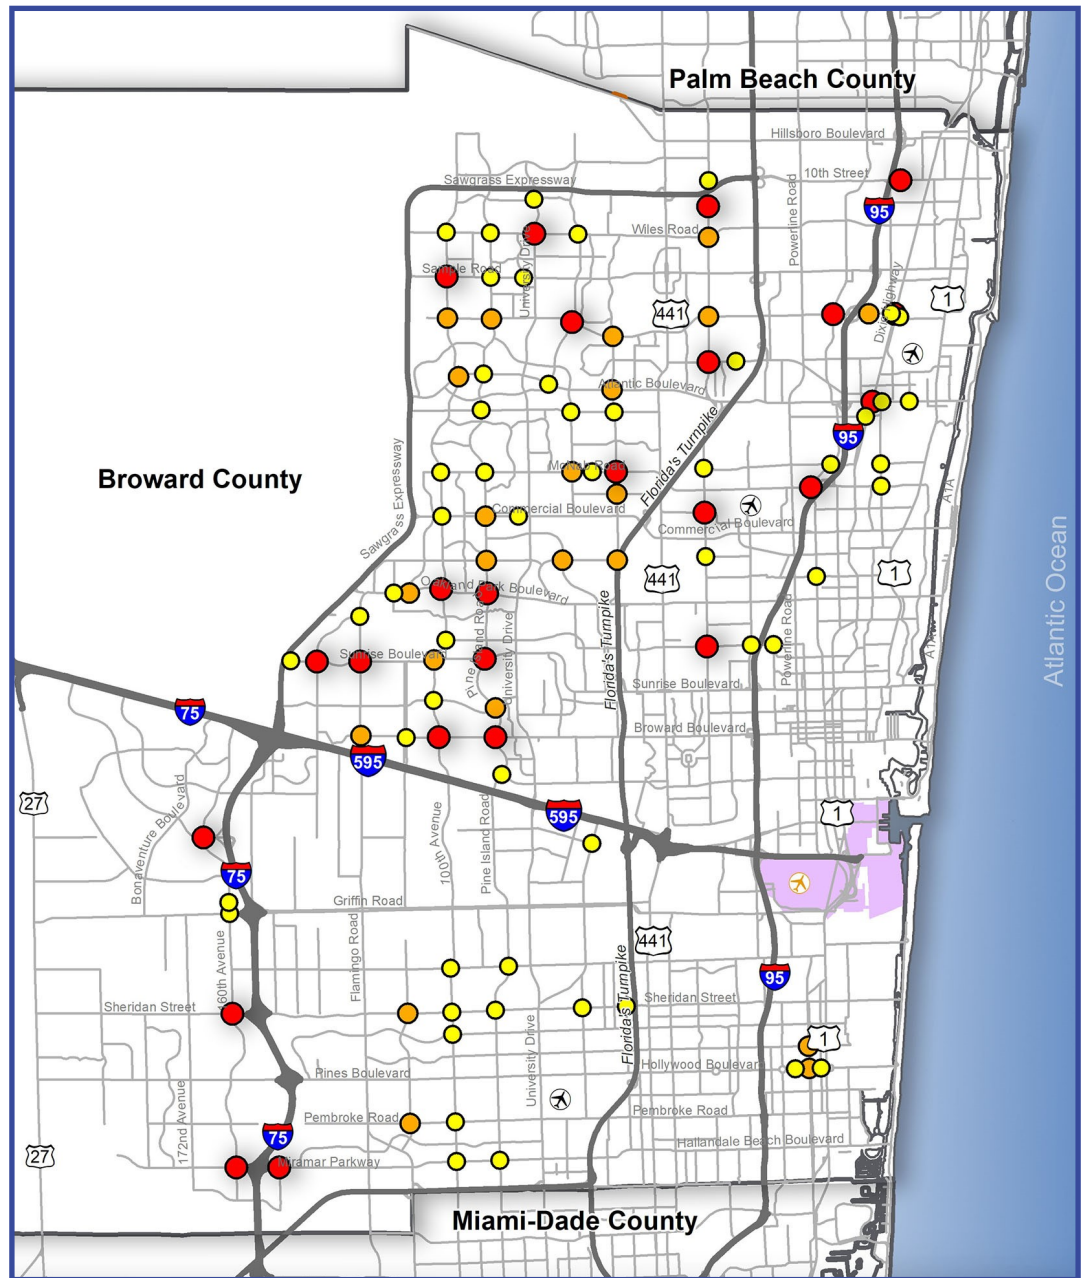 Palm Beach County
Hillsboro Boulevard
10th Street
Sawgrass Expressway
Powerline Road
95
Wiles Road
University Drive
Sample Road
1
441
Dixie Highway
Atlantic Boulevard
95
Florida's Turnpike
Broward County
McNab Road
Sawgrass Expressway
A1A
Commercial Boulevard
Commercial Boulevard
Atlantic Ocean
441
1
Oakland Park Boulevard
Florida's Turnpike
Powerline Road
Pine Island Road
University Drive
A1A
Sunrise Boulevard
Sunrise Boulevard
75
Broward Boulevard
595
27
Bonaventure Boulevard
100th Avenue
Pine Island Road
595
1
75
Griffin Road
Flamingo Road
160th Avenue
441
95
Florida's Turnpike
Sheridan Street
Sheridan Street
University Drive
1
Hollywood Boulevard
Pines Boulevard
172nd Avenue
Pembroke Road
Pembroke Road
75
Hallandale Beach Boulevard
27
Miramar Parkway
Miami-Dade County